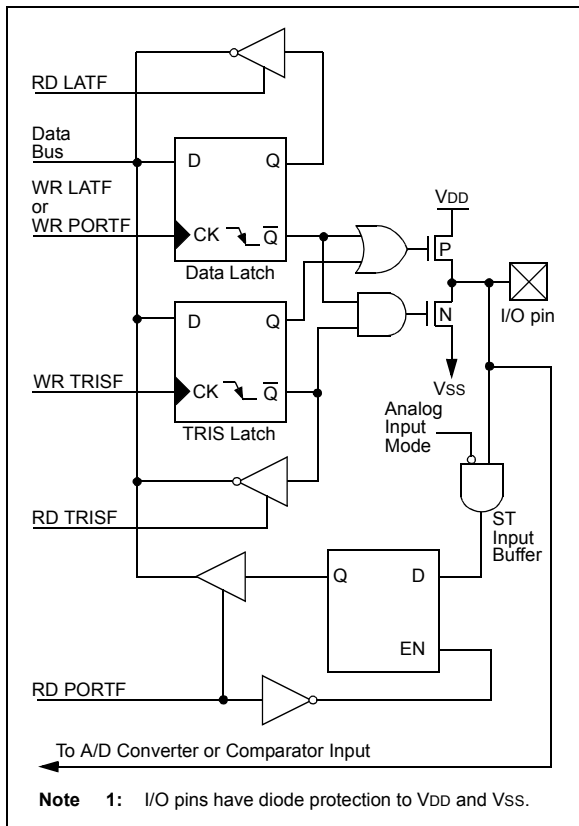 RD LATF
Data
Bus
D Q
WR LATF
or
WR PORTF
CK Q̅
Data Latch
VDD
P
N
I/O pin
VSS
D Q
WR TRISF
CK Q̅
TRIS Latch
Analog
Input
Mode
RD TRISF
ST
Input
Buffer
Q D
EN
RD PORTF
To A/D Converter or Comparator Input
Note 1: I/O pins have diode protection to VDD and VSS.